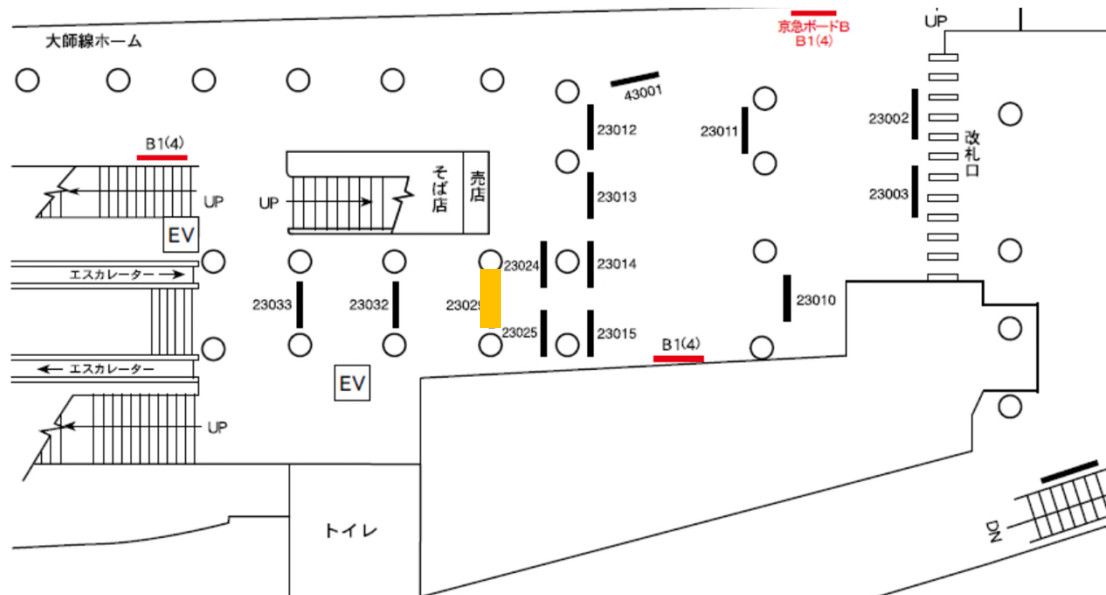 大師線ホーム
京急ボードB
B1(4)
UP
43001
23012
23011
23002
改札口
B1(4)
そば店
売店
23013
23003
UP
UP
EV
エスカレーター
23024
23014
23033
23032
23029
23010
23025
23015
B1(4)
エスカレーター
EV
UP
トイレ
DN